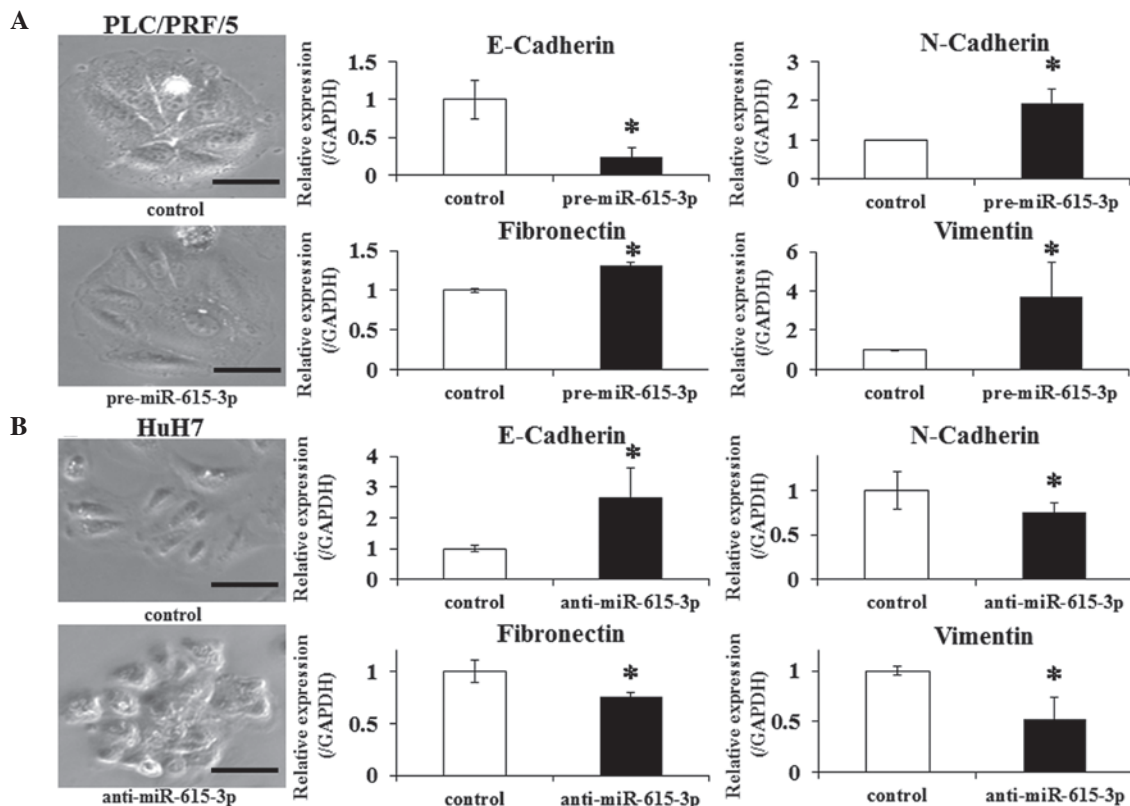 A
PLC/PRF/5
control
pre-miR-615-3p
E-Cadherin
Relative expression
(/GAPDH)
1.5
1
0.5
0
*
control
pre-miR-615-3p
N-Cadherin
Relative expression
(/GAPDH)
3
2
1
0
*
control
pre-miR-615-3p
Fibronectin
Relative expression
(/GAPDH)
1.5
1
0.5
0
*
control
pre-miR-615-3p
Vimentin
Relative expression
(/GAPDH)
6
4
2
0
*
control
pre-miR-615-3p
B
HuH7
control
anti-miR-615-3p
E-Cadherin
Relative expression
(/GAPDH)
4
3
2
1
0
*
control
anti-miR-615-3p
N-Cadherin
Relative expression
(/GAPDH)
1
0.5
0
*
control
anti-miR-615-3p
Fibronectin
Relative expression
(/GAPDH)
1
0.5
0
*
control
anti-miR-615-3p
Vimentin
Relative expression
(/GAPDH)
1
0.5
0
*
control
anti-miR-615-3p